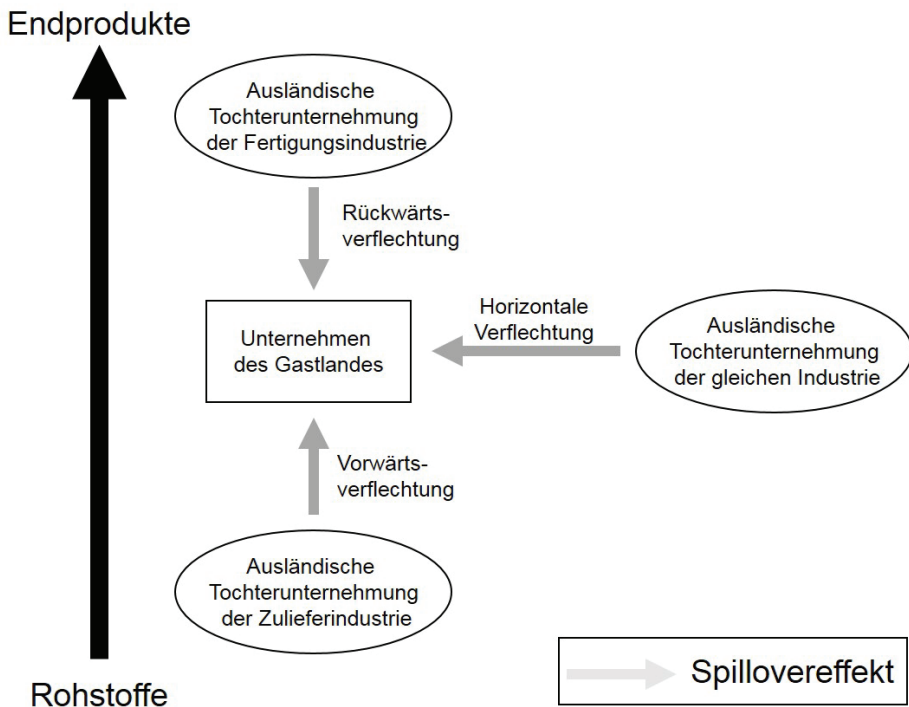 Endprodukte
Ausländische
Tochterunternehmung
der Fertigungsindustrie
Rückwärts-
verflechtung
Unternehmen
des Gastlandes
Horizontale
Verflechtung
Ausländische
Tochterunternehmung
der gleichen Industrie
Vorwärts-
verflechtung
Ausländische
Tochterunternehmung
der Zulieferindustrie
Rohstoffe
Spillovereffekt